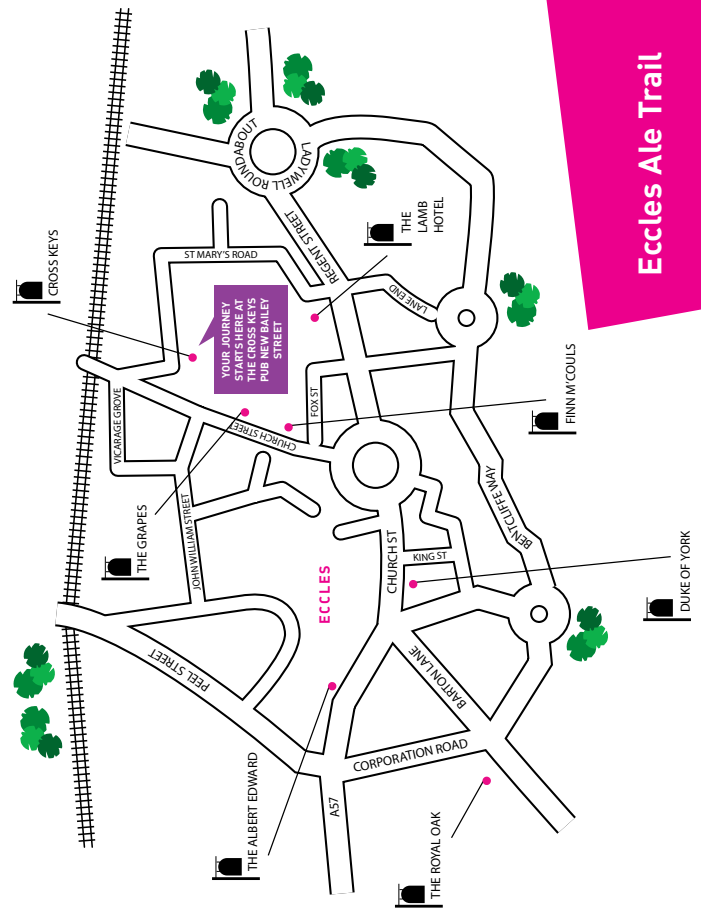 Eccles Ale Trail
LADYWELL ROUNDABOUT
CROSS KEYS
ST MARY'S ROAD
REGENT STREET
THE
LAMB
HOTEL
LANE END
YOUR JOURNEY
STARTS HERE AT
THE CROSS KEYS
PUB NEW BAILEY
STREET
VICARAGE GROVE
FOX ST
CHURCH STREET
FINN M'COULS
THE GRAPES
JOHN WILLIAM STREET
BENTCLIFFE WAY
CHURCH ST
KING ST
ECCLES
DUKE OF YORK
PEEL STREET
BARTON LANE
CORPORATION ROAD
THE ALBERT EDWARD
A57
THE ROYAL OAK